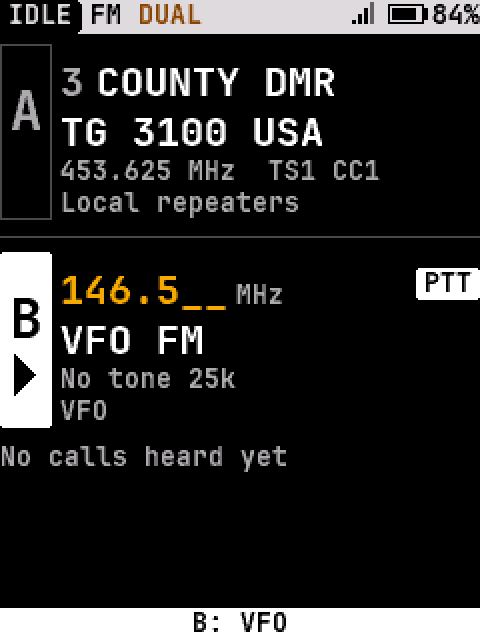 IDLE FM DUAL 84%
A
3 COUNTY DMR
TG 3100 USA
453.625 MHz TS1 CC1
Local repeaters
B
146.5__ MHz PTT
VFO FM
No tone 25k
VFO
No calls heard yet
B: VFO